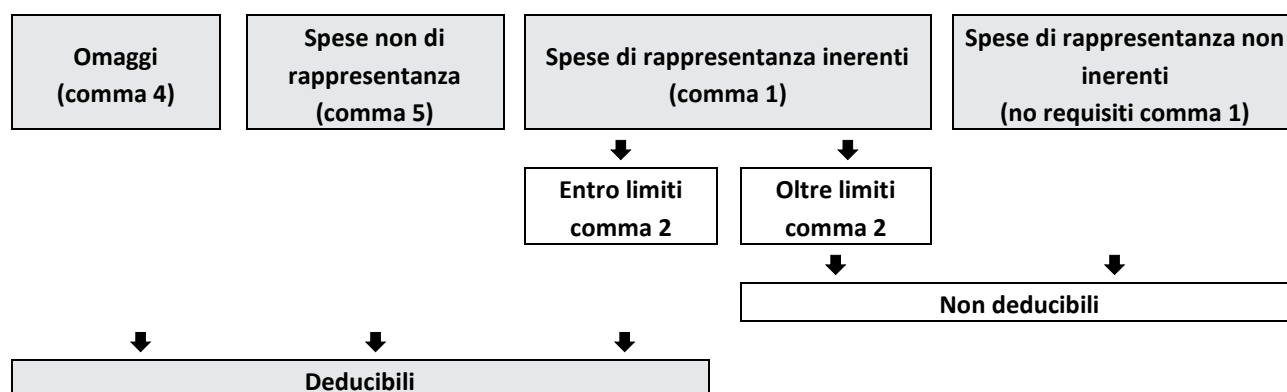 Omaggi
(comma 4)
Spese non di
rappresentanza
(comma 5)
Spese di rappresentanza inerenti
(comma 1)
Spese di rappresentanza non
inerenti
(no requisiti comma 1)
Entro limiti
comma 2
Oltre limiti
comma 2
Non deducibili
Deducibili